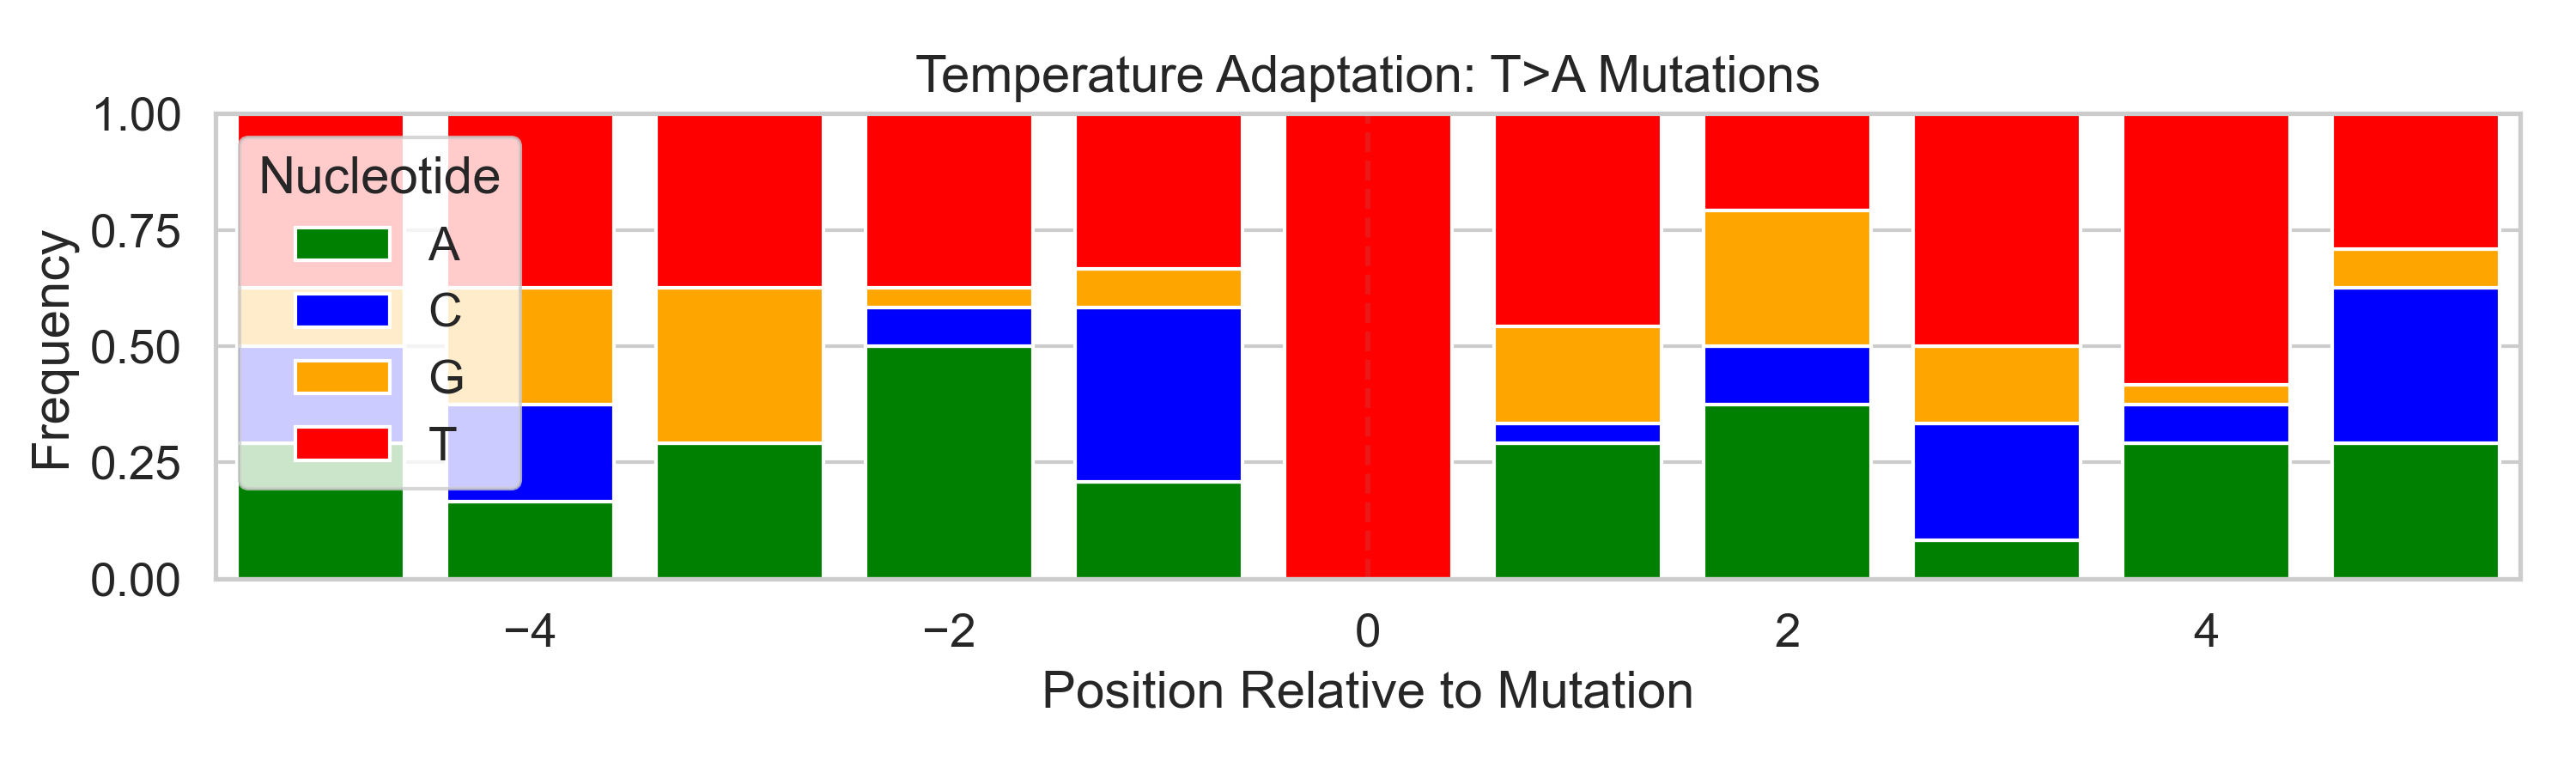 Temperature Adaptation: T>A Mutations
1.00
0.75
0.50
0.25
0.00
Frequency
Nucleotide
A
C
G
T
−4
−2
0
2
4
Position Relative to Mutation